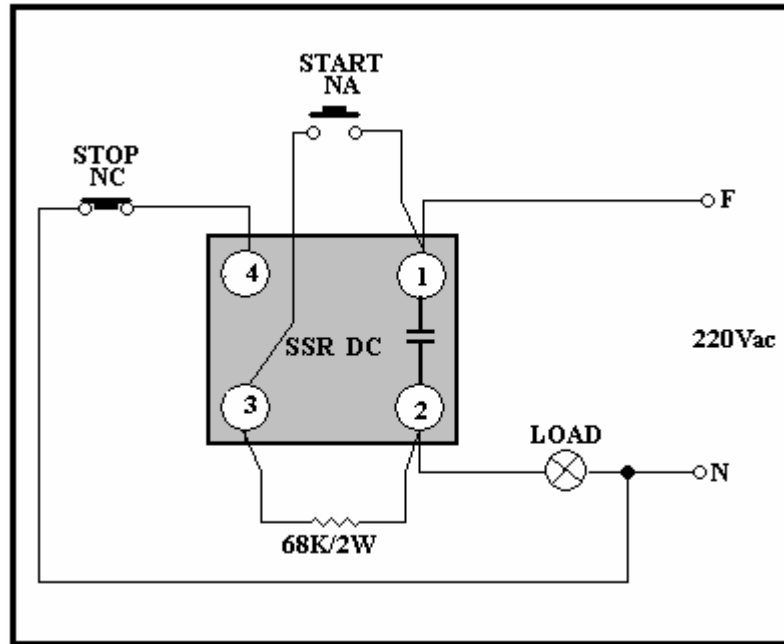 START
NA
STOP
NC
F
4
1
SSR DC
220Vac
3
2
LOAD
N
68K/2W